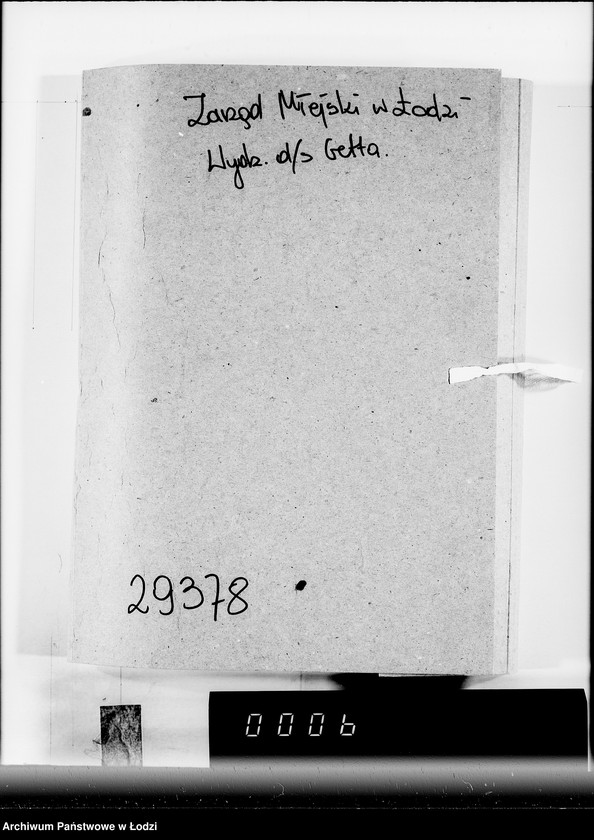 Zarząd Miejski w Łodzi
Wydz. d/s Getta.
29378
0006
Archiwum Państwowe w Łodzi